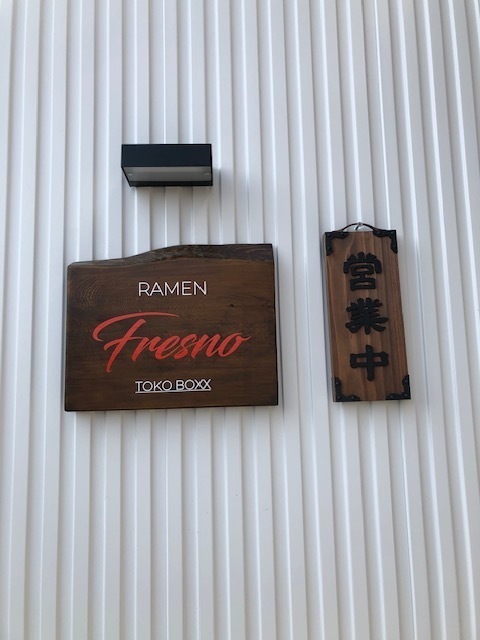 RAMEN
Fresno
TOKO BOXX
営業中